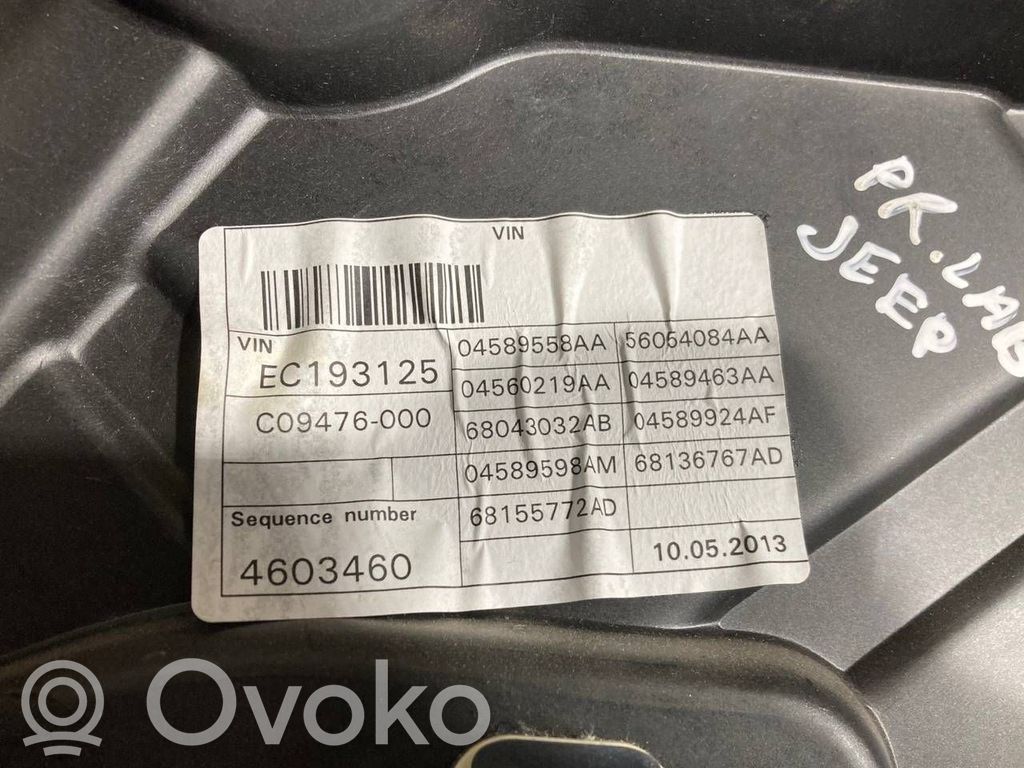 VIN
VIN
EC193125
C09476-000
04589558AA 56054084AA
04560219AA 04589463AA
68043032AB 04589924AF
04589598AM 68136767AD
68155772AD
Sequence number
4603460
10.05.2013
PK.LAB
JEEP
Ovoko